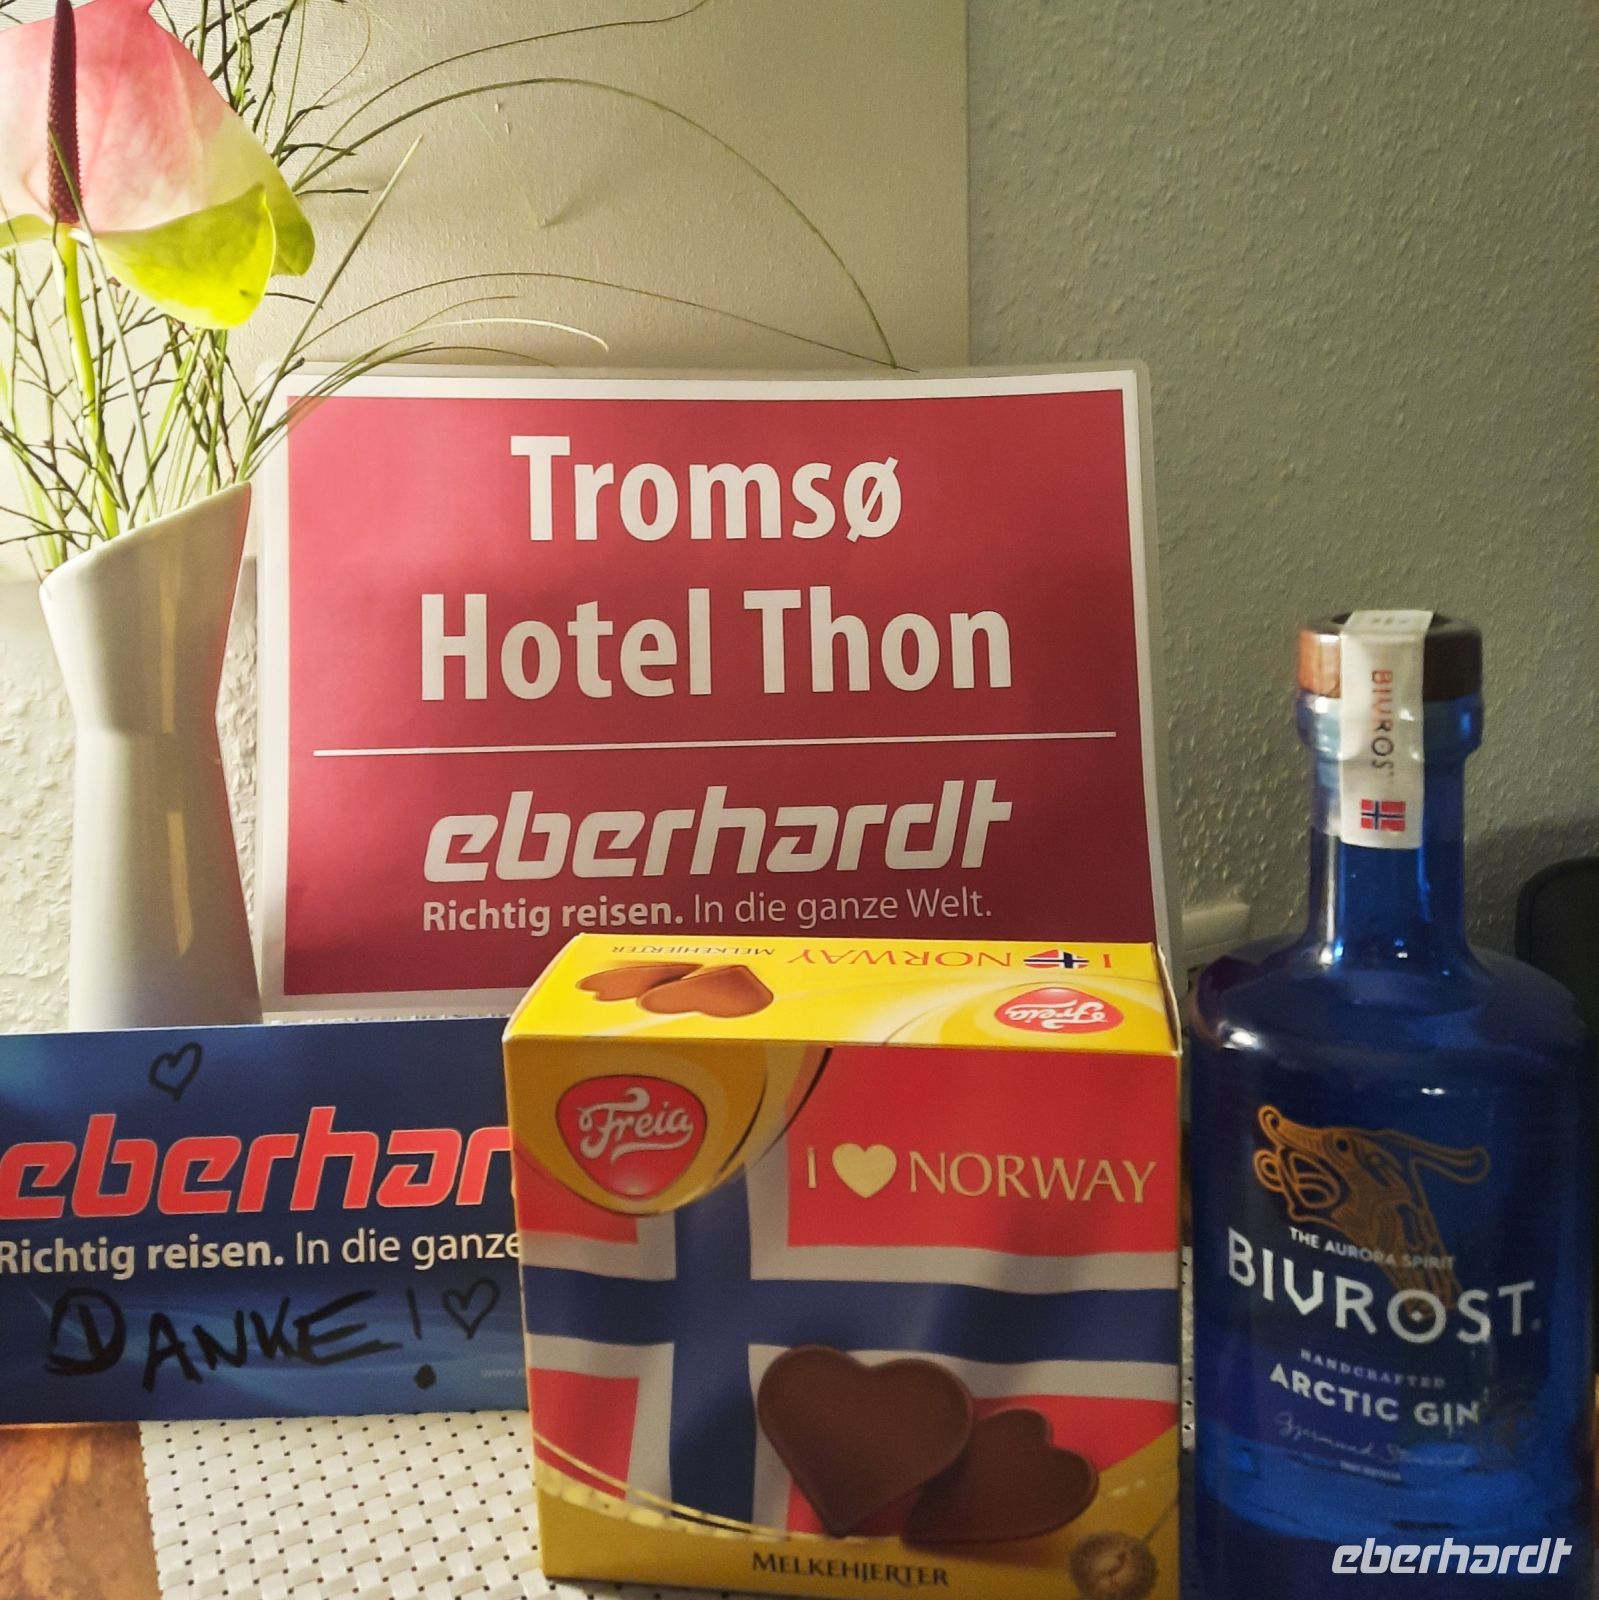 Tromsø
Hotel Thon
eberhardt
Richtig reisen. In die ganze Welt.
MELKEHJERTER
I NORWAY
Freia
eberhar
Richtig reisen. In die ganze
DANKE!
Freia
I NORWAY
MELKEHJERTER
BIVROST
THE AURORA SPIRIT
BIVROST
HANDCRAFTED
ARCTIC GIN
eberhardt